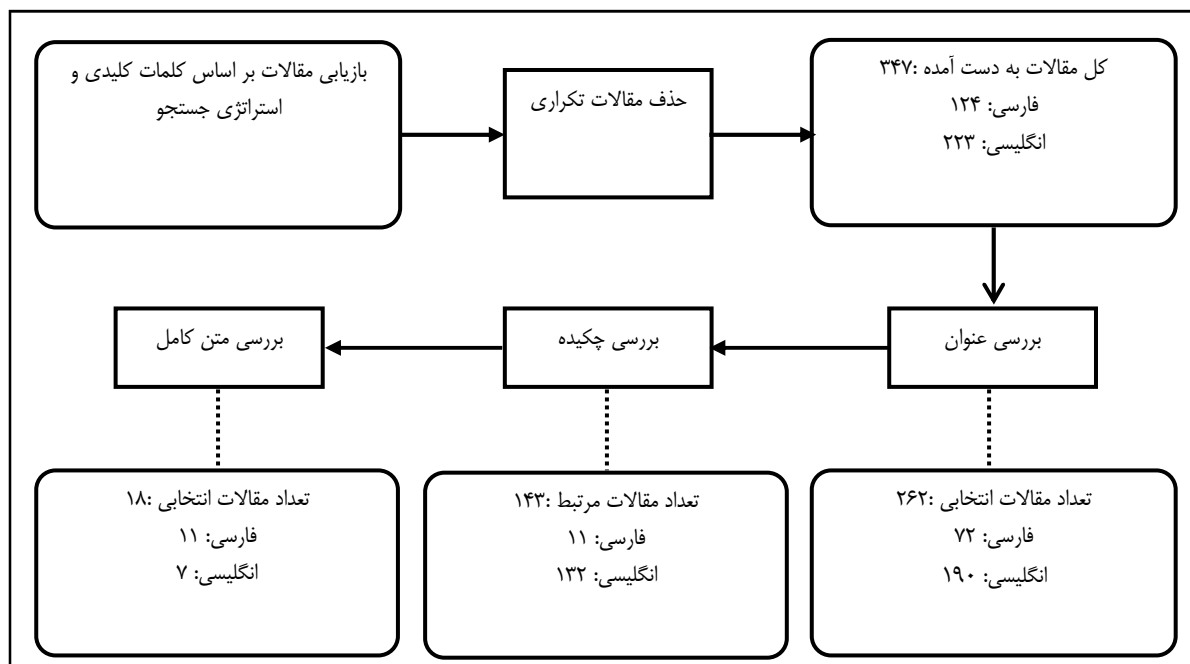 بازیابی مقالات بر اساس کلمات کلیدی و
استراتژی جستجو
حذف مقالات تکراری
کل مقالات به دست آمده :۳۴۷
فارسی: ۱۲۴
انگلیسی: ۲۲۳
بررسی عنوان
بررسی چکیده
بررسی متن کامل
تعداد مقالات انتخابی :۲۶۲
فارسی: ۷۲
انگلیسی: ۱۹۰
تعداد مقالات مرتبط :۱۴۳
فارسی: ۱۱
انگلیسی: ۱۳۲
تعداد مقالات انتخابی :۱۸
فارسی: ۱۱
انگلیسی: ۷